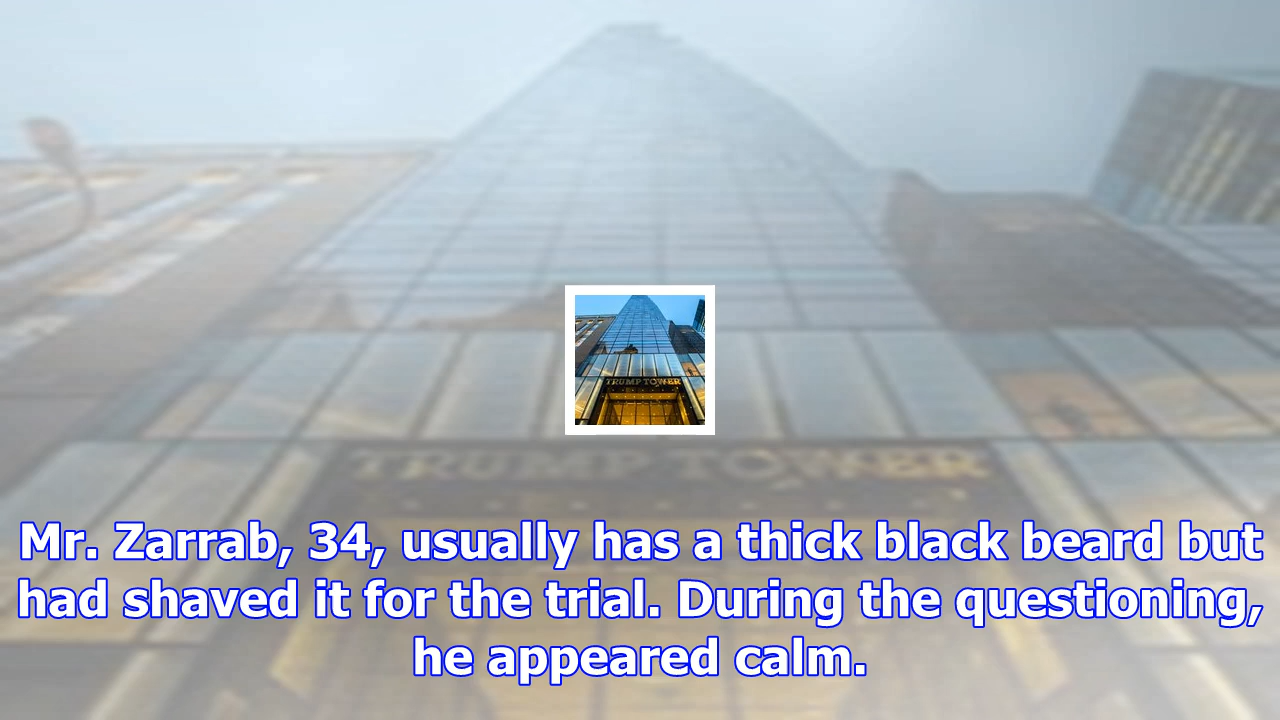 TRUMP TOWER
TRUMP TOWER
Mr. Zarrab, 34, usually has a thick black beard but
had shaved it for the trial. During the questioning,
he appeared calm.